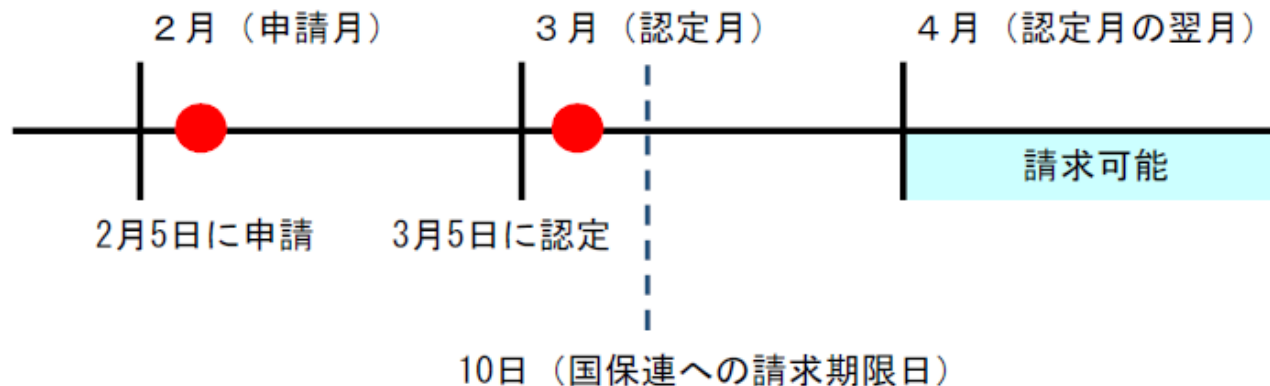 ２月（申請月）
３月（認定月）
４月（認定月の翌月）
請求可能
2月5日に申請
3月5日に認定
10日（国保連への請求期限日）